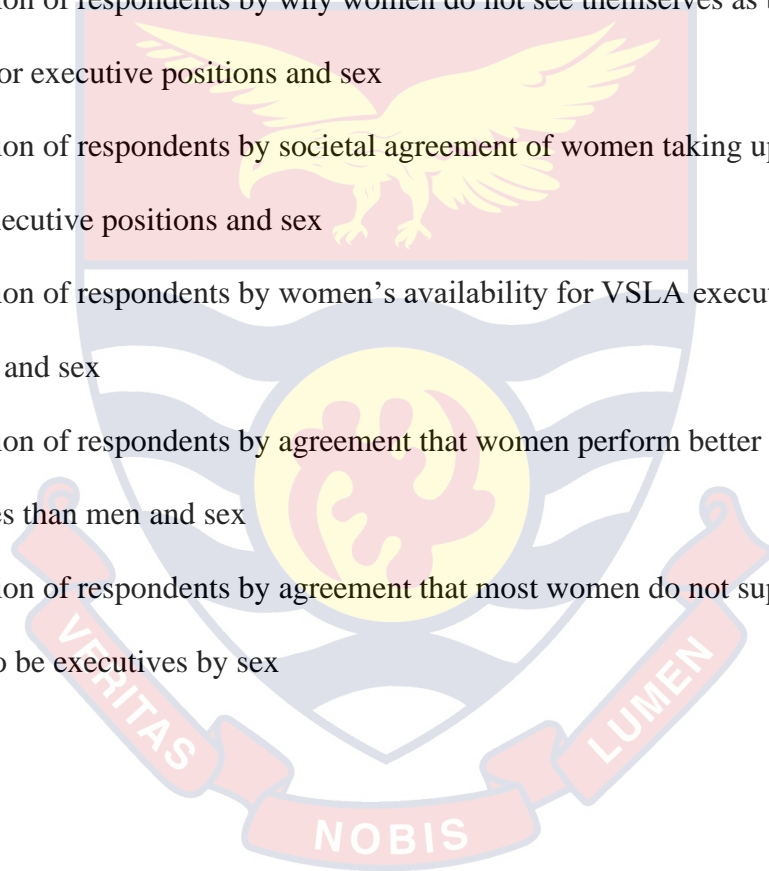 ion of respondents by why women do not see themselves as
or executive positions and sex
ion of respondents by societal agreement of women taking up
ecutive positions and sex
ion of respondents by women's availability for VSLA execu
and sex
ion of respondents by agreement that women perform better
es than men and sex
ion of respondents by agreement that most women do not sup
o be executives by sex
VERITAS
NOBIS
LUMEN